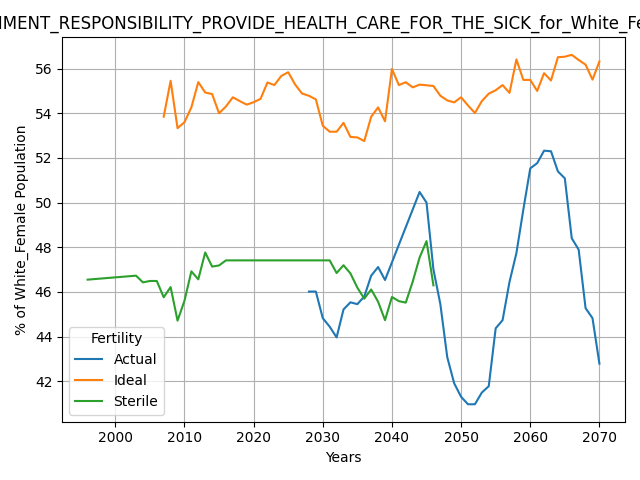 NMENT_RESPONSIBILITY_PROVIDE_HEALTH_CARE_FOR_THE_SICK_for_White_Fe
% of White_Female Population
56
54
52
50
48
46
44
42
Fertility
Actual
Ideal
Sterile
2000
2010
2020
2030
2040
2050
2060
2070
Years